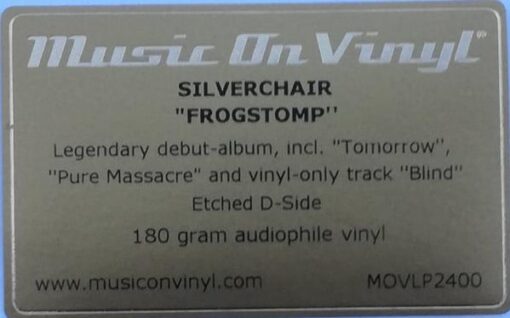 Music On Vinyl®
SILVERCHAIR
"FROGSTOMP"
Legendary debut-album, incl. "Tomorrow",
"Pure Massacre" and vinyl-only track "Blind"
Etched D-Side
180 gram audiophile vinyl
www.musiconvinyl.com MOVLP2400